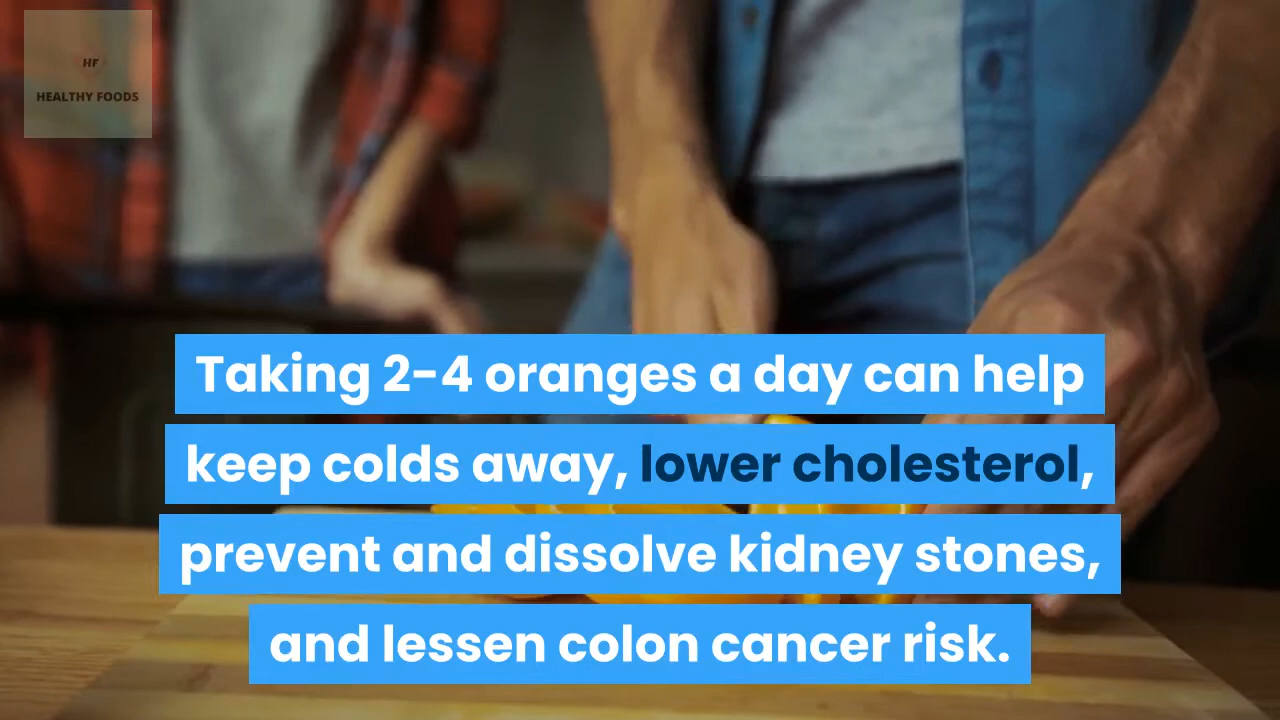 HF
HEALTHY FOODS
Taking 2-4 oranges a day can help
keep colds away, lower cholesterol,
prevent and dissolve kidney stones,
and lessen colon cancer risk.